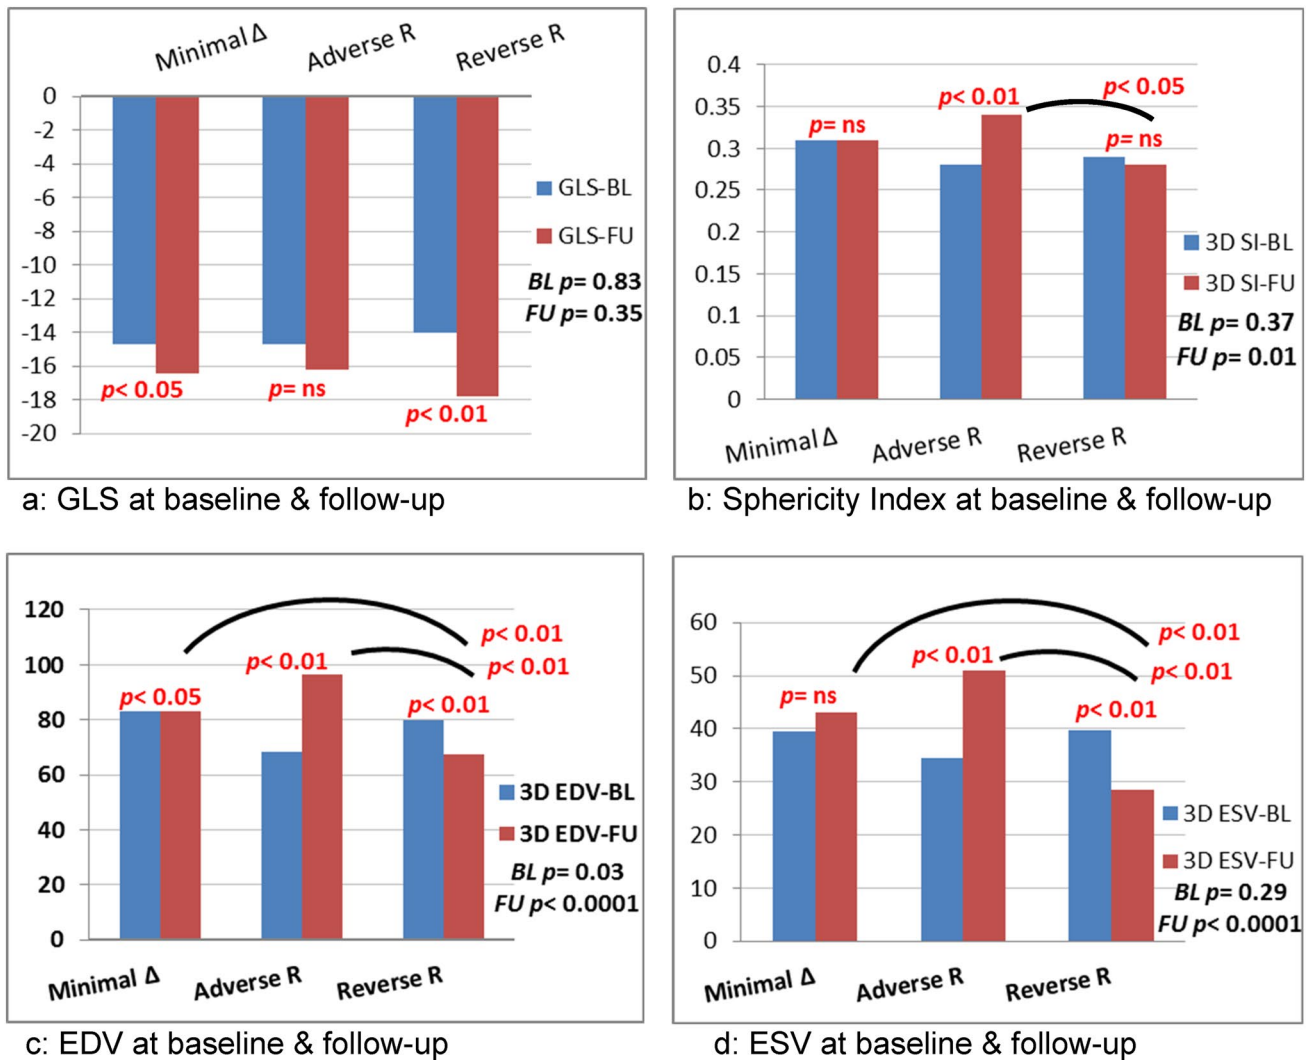 Minimal Δ Adverse R Reverse R
0
-2
-4
-6
-8
-10
-12
-14
-16
-18
-20
GLS-BL
GLS-FU
BL p= 0.83
FU p= 0.35
p< 0.05
p= ns
p< 0.01
a: GLS at baseline & follow-up
0.4
0.35
0.3
0.25
0.2
0.15
0.1
0.05
0
p= ns
p< 0.01
p< 0.05
p= ns
3D SI-BL
3D SI-FU
BL p= 0.37
FU p= 0.01
Minimal Δ Adverse R Reverse R
b: Sphericity Index at baseline & follow-up
120
100
80
60
40
20
0
p< 0.05
p< 0.01
p< 0.01
p< 0.01
p< 0.01
3D EDV-BL
3D EDV-FU
BL p= 0.03
FU p< 0.0001
Minimal Δ Adverse R Reverse R
c: EDV at baseline & follow-up
60
50
40
30
20
10
0
p= ns
p< 0.01
p< 0.01
p< 0.01
p< 0.01
3D ESV-BL
3D ESV-FU
BL p= 0.29
FU p< 0.0001
Minimal Δ Adverse R Reverse R
d: ESV at baseline & follow-up